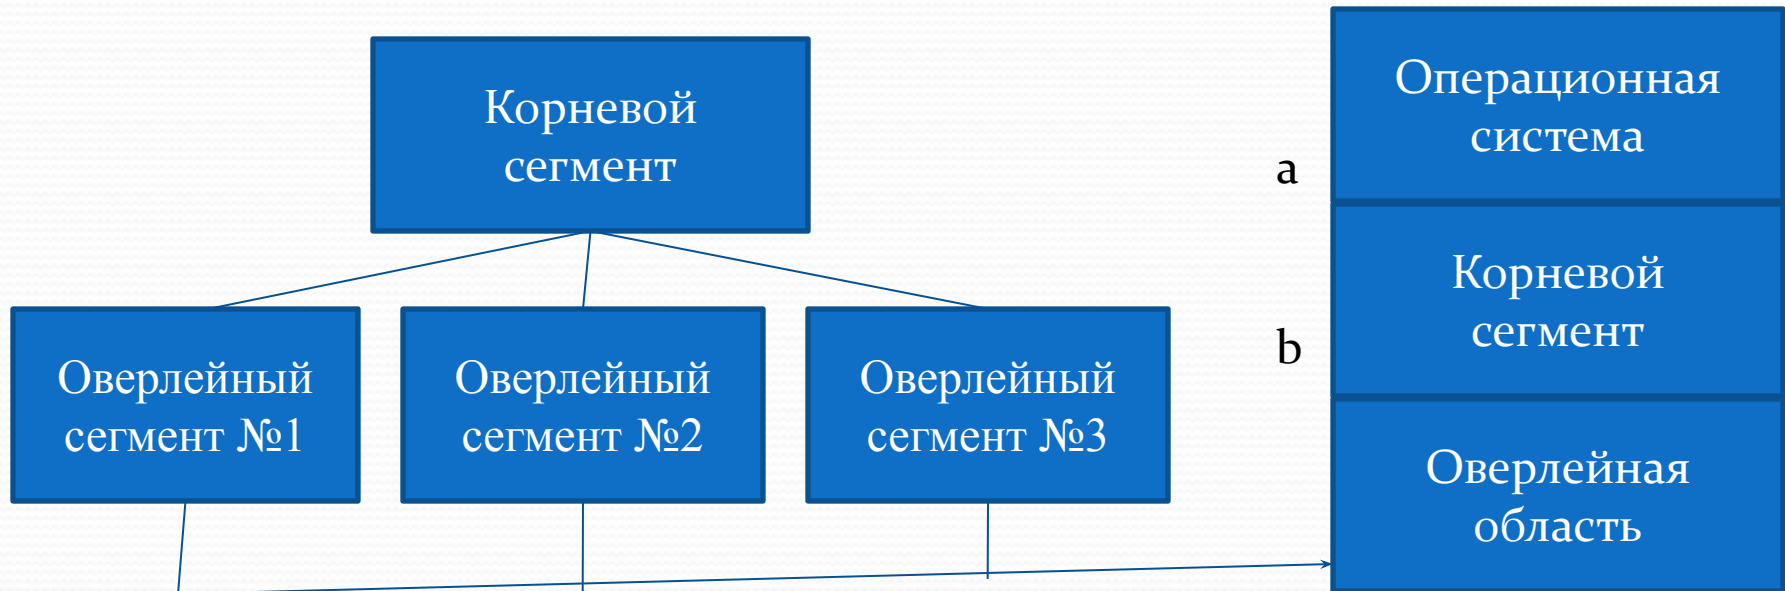 Корневой
сегмент
Оверлейный
сегмент №1
Оверлейный
сегмент №2
Оверлейный
сегмент №3
a
b
Операционная
система
Корневой
сегмент
Оверлейная
область